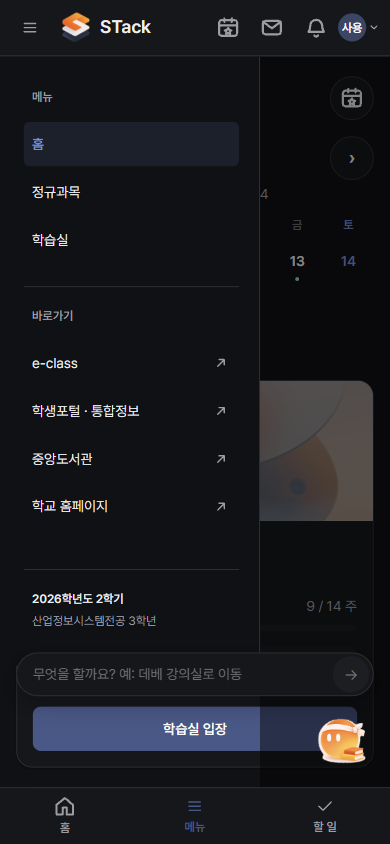 STack
사용
메뉴
홈
정규과목
학습실
4
금
토
13
14
바로가기
e-class
학생포털 · 통합정보
중앙도서관
학교 홈페이지
2026학년도 2학기
산업정보시스템전공 3학년
9 / 14 주
무엇을 할까요? 예: 데베 강의실로 이동
학습실 입장
홈
메뉴
할 일